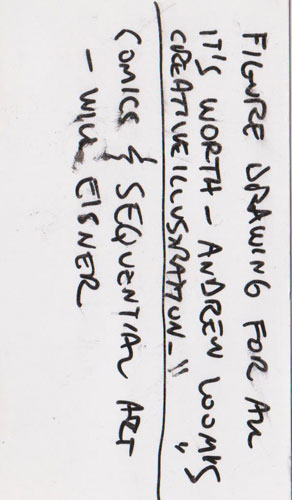 FIGURE DRAWING FOR ALL
IT'S WORTH - ANDREW LOOMIS
CREATIVE ILLUSTRATION - " "
COMICS & SEQUENTIAL ART
- WILL EISNER